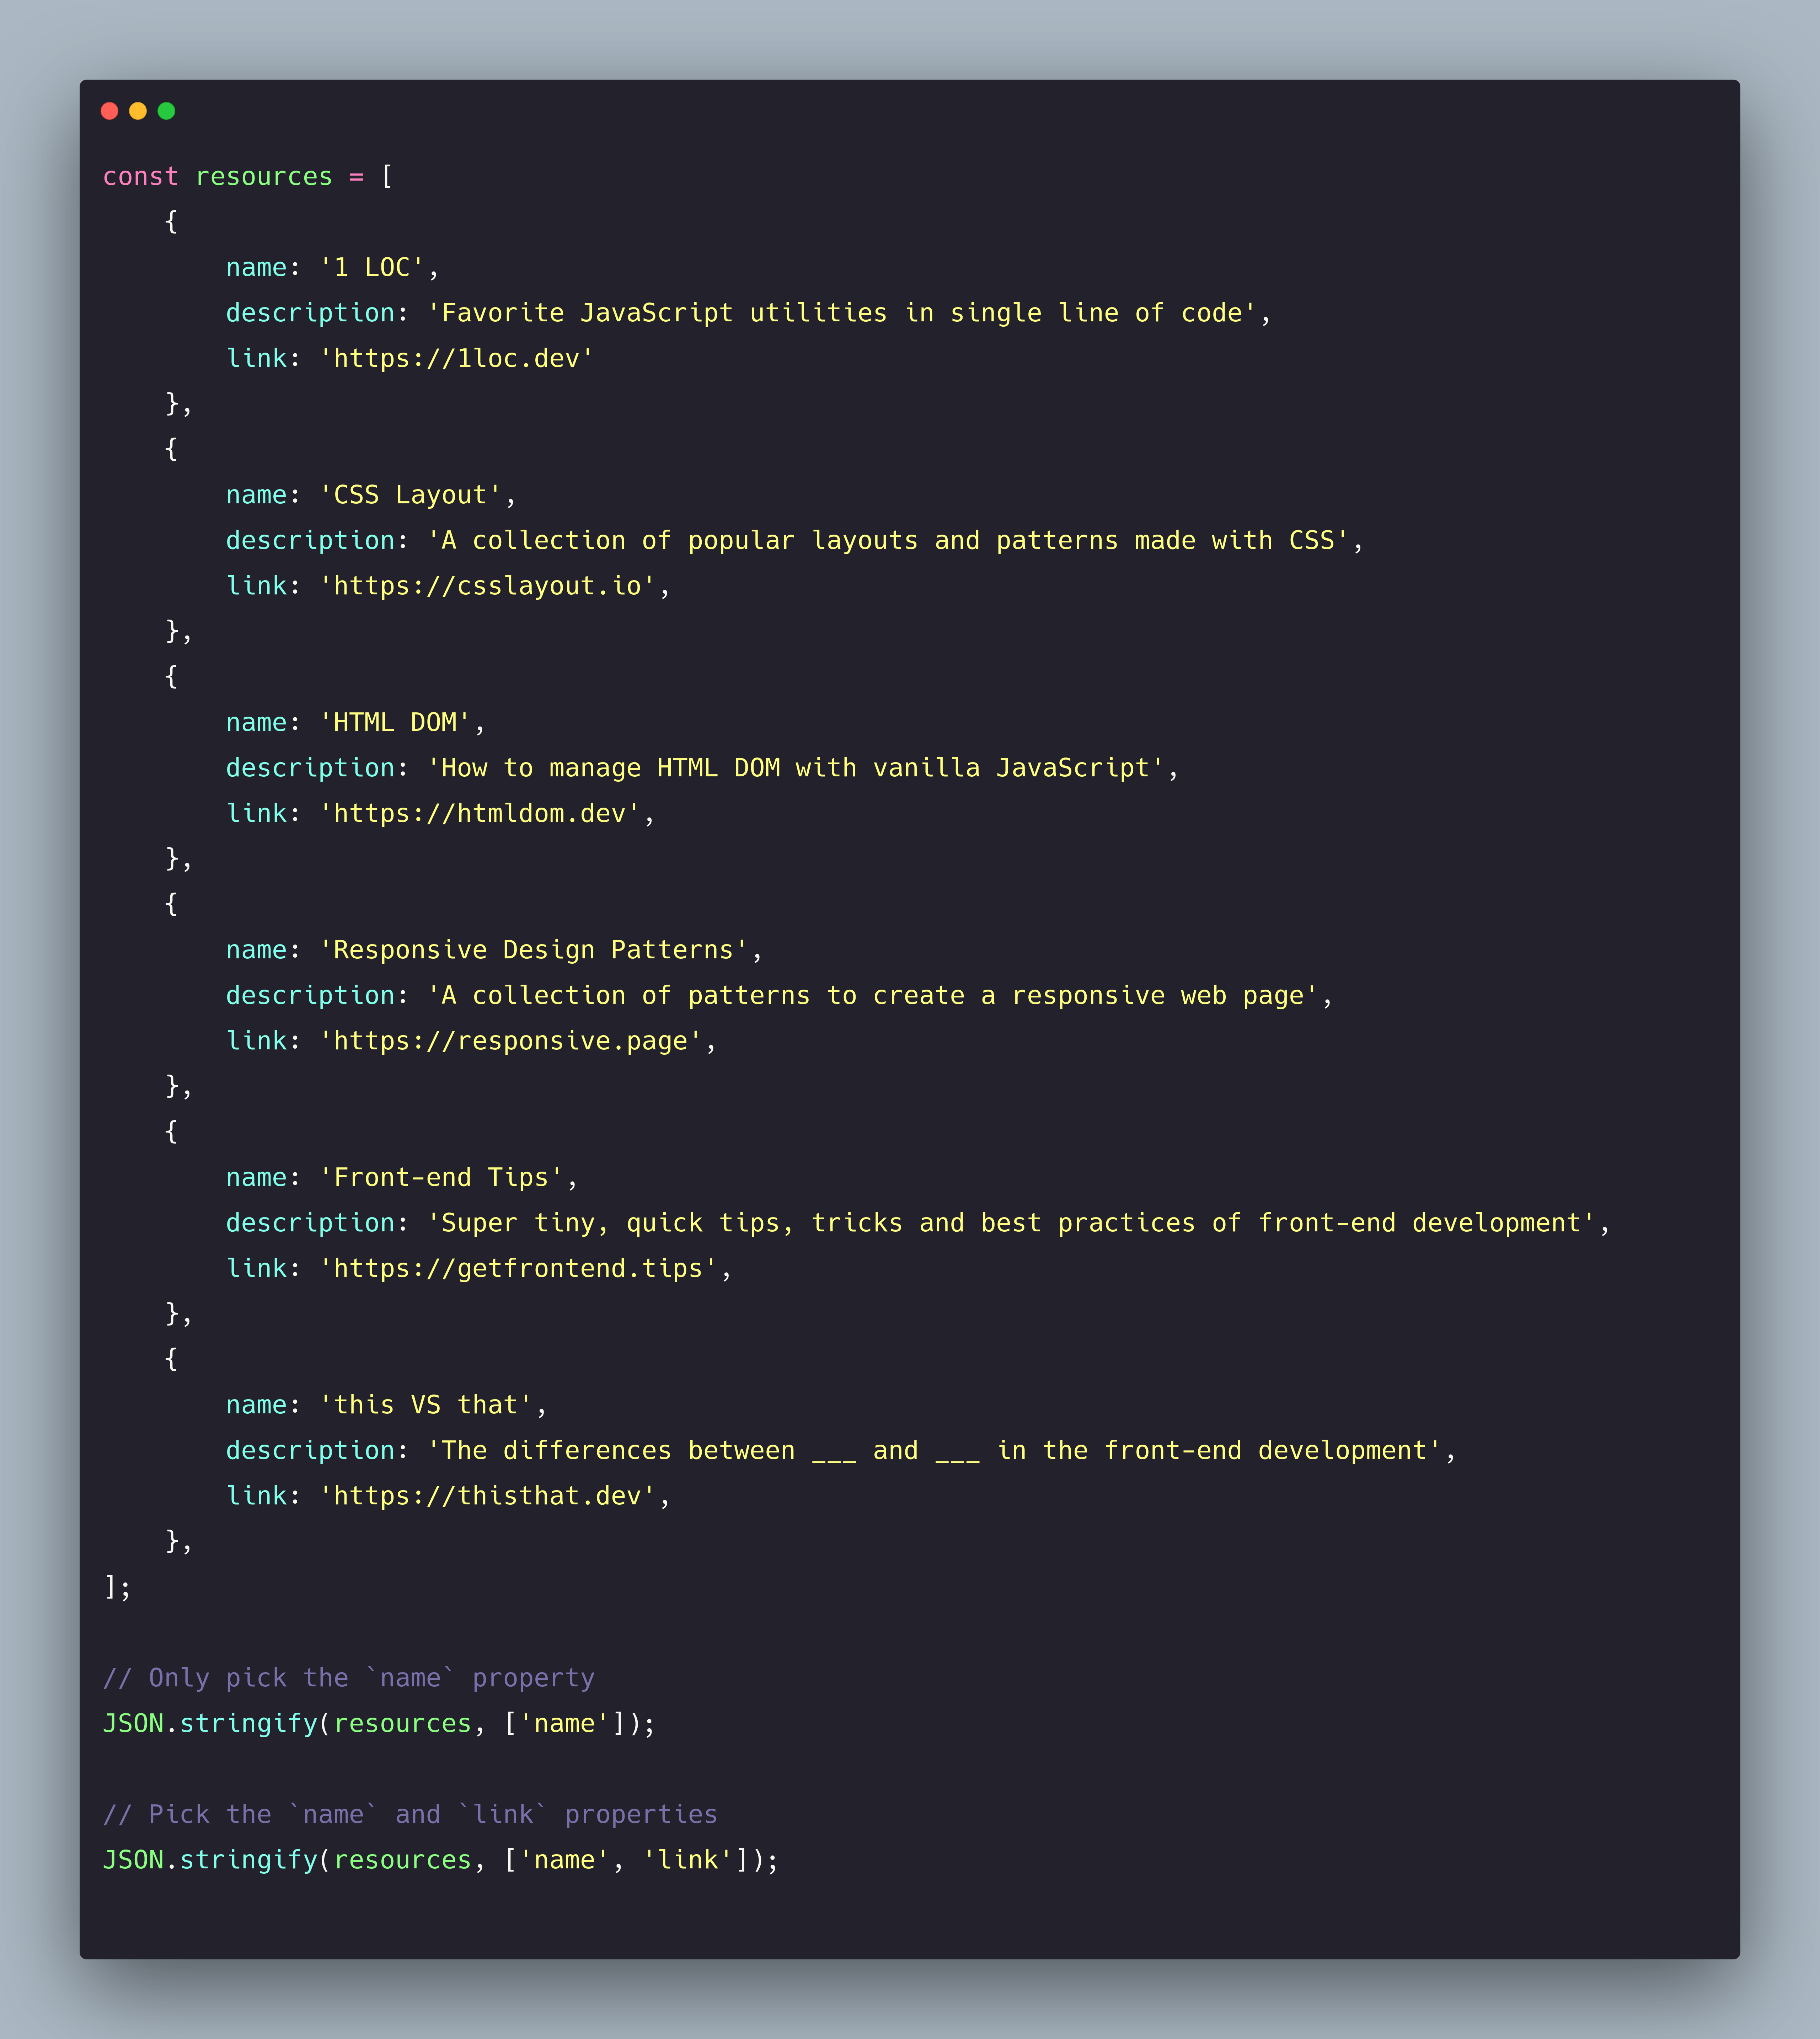 const resources = [
    {
        name: '1 LOC',
        description: 'Favorite JavaScript utilities in single line of code',
        link: 'https://1loc.dev'
    },
    {
        name: 'CSS Layout',
        description: 'A collection of popular layouts and patterns made with CSS',
        link: 'https://csslayout.io',
    },
    {
        name: 'HTML DOM',
        description: 'How to manage HTML DOM with vanilla JavaScript',
        link: 'https://htmldom.dev',
    },
    {
        name: 'Responsive Design Patterns',
        description: 'A collection of patterns to create a responsive web page',
        link: 'https://responsive.page',
    },
    {
        name: 'Front-end Tips',
        description: 'Super tiny, quick tips, tricks and best practices of front-end development',
        link: 'https://getfrontend.tips',
    },
    {
        name: 'this VS that',
        description: 'The differences between ___ and ___ in the front-end development',
        link: 'https://thisthat.dev',
    },
];

// Only pick the `name` property
JSON.stringify(resources, ['name']);

// Pick the `name` and `link` properties
JSON.stringify(resources, ['name', 'link']);